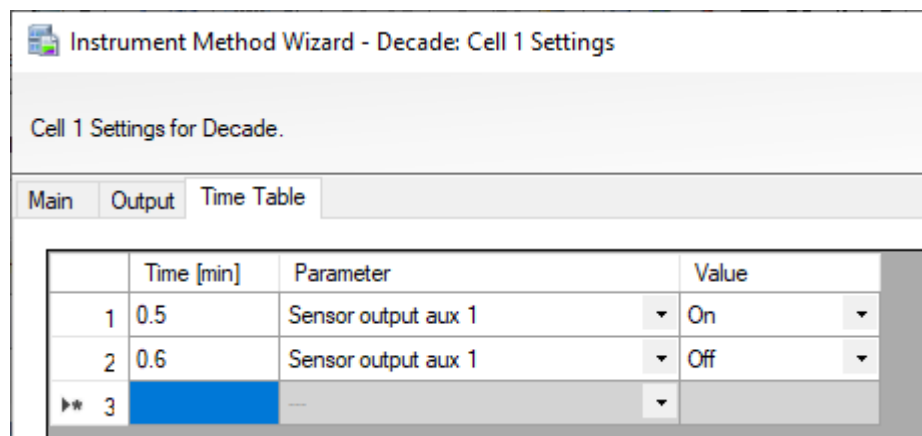 Instrument Method Wizard - Decade: Cell 1 Settings
Cell 1 Settings for Decade.
Main Output Time Table
Time [min] Parameter Value
1 0.5 Sensor output aux 1 On
2 0.6 Sensor output aux 1 Off
3 ---